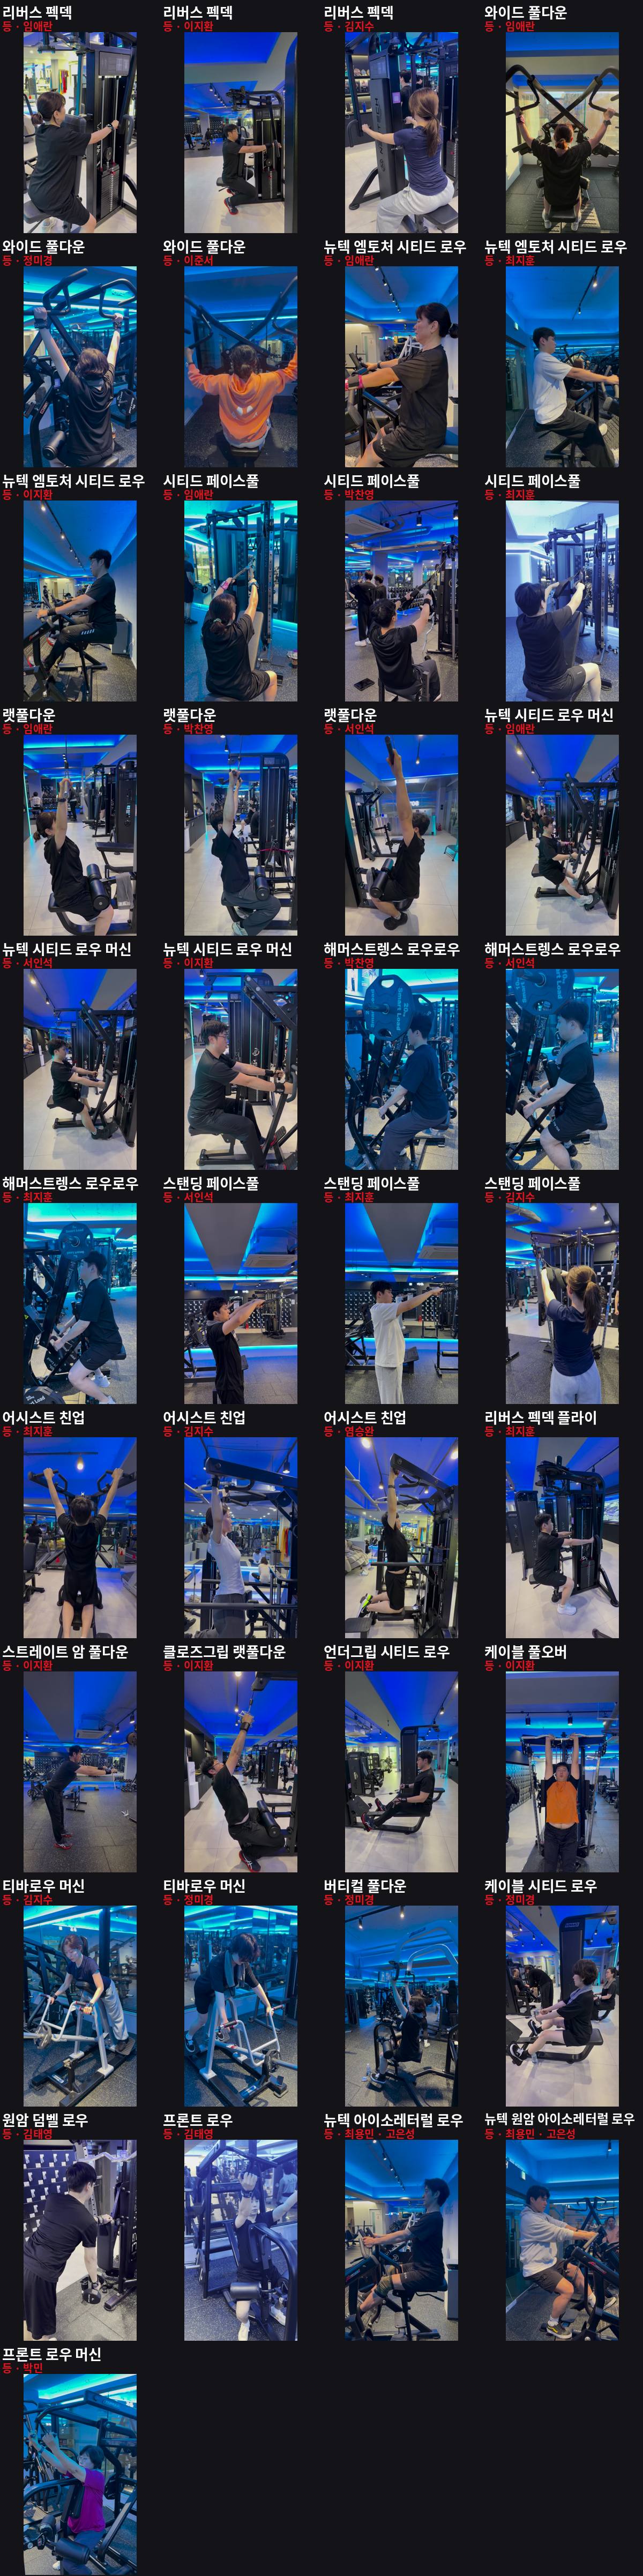 리버스 펙덱
등 · 임애란
리버스 펙덱
등 · 이지환
리버스 펙덱
등 · 김지수
와이드 풀다운
등 · 임애란
와이드 풀다운
등 · 정미경
와이드 풀다운
등 · 이준서
뉴텍 엠토처 시티드 로우
등 · 임애란
뉴텍 엠토처 시티드 로우
등 · 최지훈
뉴텍 엠토처 시티드 로우
등 · 이지환
시티드 페이스풀
등 · 임애란
시티드 페이스풀
등 · 박찬영
시티드 페이스풀
등 · 최지훈
랫풀다운
등 · 임애란
랫풀다운
등 · 박찬영
랫풀다운
등 · 서인석
뉴텍 시티드 로우 머신
등 · 임애란
뉴텍 시티드 로우 머신
등 · 서인석
뉴텍 시티드 로우 머신
등 · 이지환
해머스트렝스 로우로우
등 · 박찬영
해머스트렝스 로우로우
등 · 서인석
해머스트렝스 로우로우
등 · 최지훈
스탠딩 페이스풀
등 · 서인석
스탠딩 페이스풀
등 · 최지훈
스탠딩 페이스풀
등 · 김지수
어시스트 친업
등 · 최지훈
어시스트 친업
등 · 김지수
어시스트 친업
등 · 염승완
리버스 펙덱 플라이
등 · 최지훈
스트레이트 암 풀다운
등 · 이지환
클로즈그립 랫풀다운
등 · 이지환
언더그립 시티드 로우
등 · 이지환
케이블 풀오버
등 · 이지환
티바로우 머신
등 · 김지수
티바로우 머신
등 · 정미경
버티컬 풀다운
등 · 정미경
케이블 시티드 로우
등 · 정미경
원암 덤벨 로우
등 · 김태영
프론트 로우
등 · 김태영
뉴텍 아이소레터럴 로우
등 · 최용민 · 고은성
뉴텍 원암 아이소레터럴 로우
등 · 최용민 · 고은성
프론트 로우 머신
등 · 박민